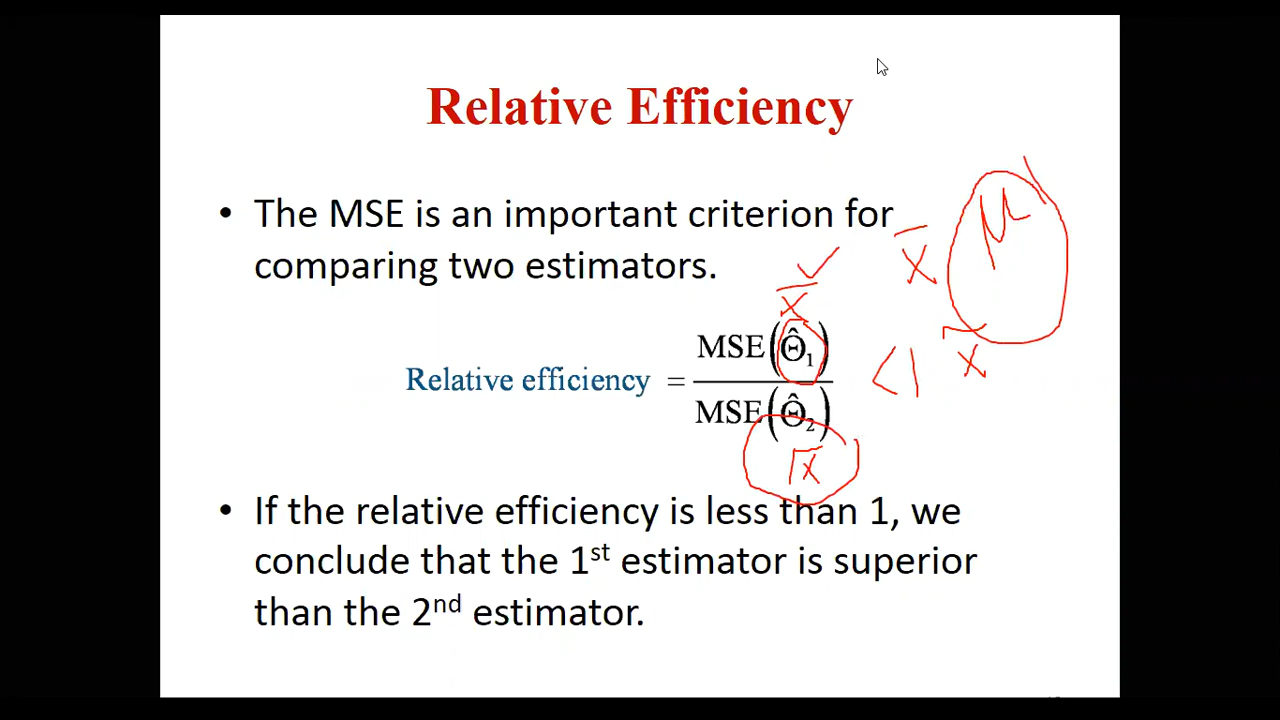 Relative Efficiency
• The MSE is an important criterion for
comparing two estimators.
μ
x̄
x̄
Relative efficiency = MSE(Θ̂₁) / MSE(Θ̂₂)
<1
x̃
• If the relative efficiency is less than 1, we
conclude that the 1st estimator is superior
than the 2nd estimator.